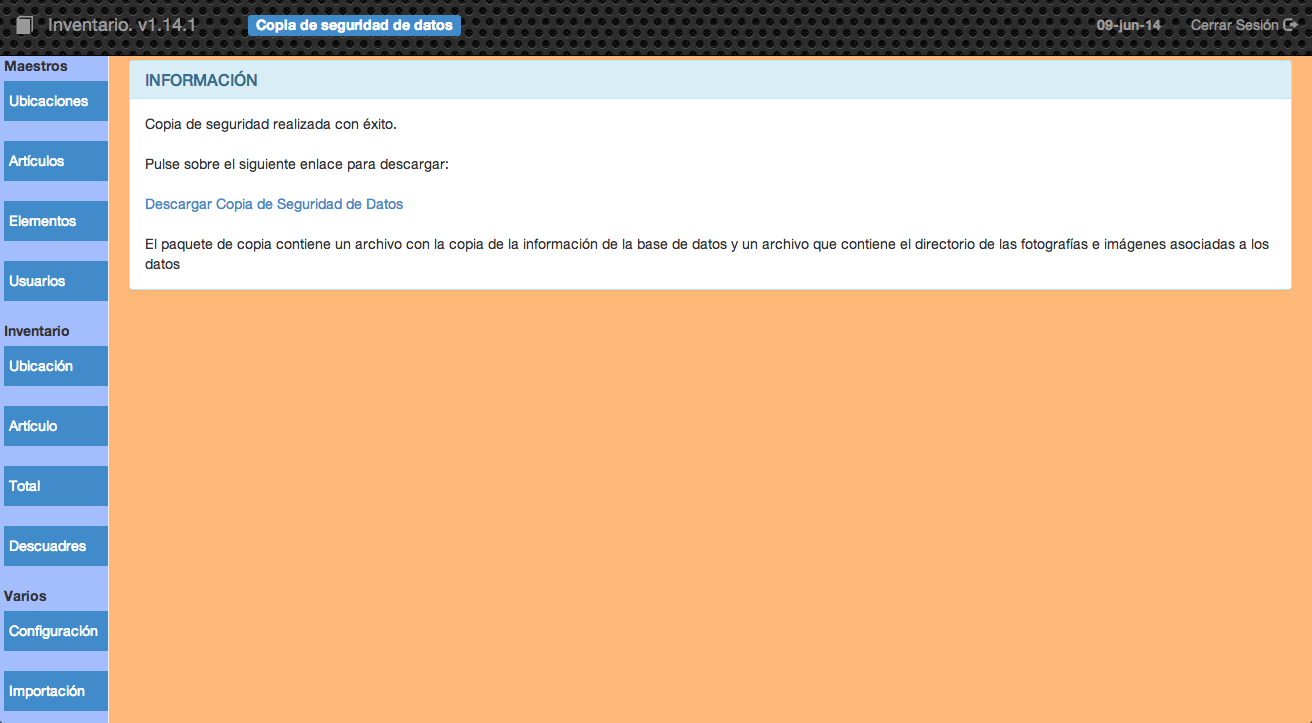 Inventario. v1.14.1
Copia de seguridad de datos
09-jun-14
Cerrar Sesión
Maestros
Ubicaciones
Artículos
Elementos
Usuarios
Inventario
Ubicación
Artículo
Total
Descuadres
Varios
Configuración
Importación
INFORMACIÓN
Copia de seguridad realizada con éxito.
Pulse sobre el siguiente enlace para descargar:
Descargar Copia de Seguridad de Datos
El paquete de copia contiene un archivo con la copia de la información de la base de datos y un archivo que contiene el directorio de las fotografías e imágenes asociadas a los
datos